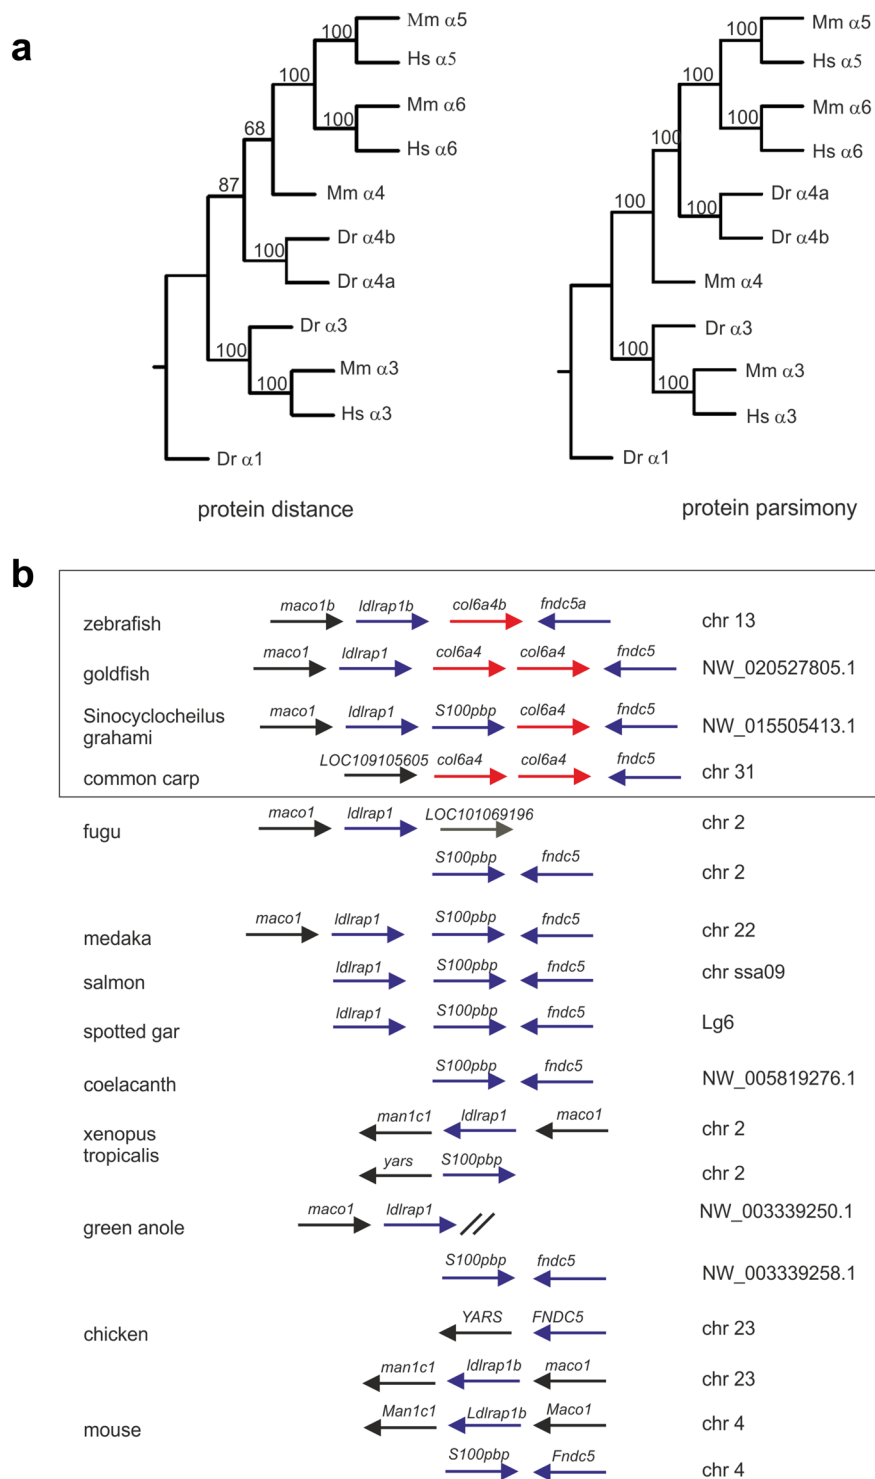 a
100
Mm α5
Hs α5
100
100
Mm α6
Hs α6
68
Mm α4
87
100
Dr α4b
Dr α4a
100
Dr α3
100
Mm α3
Hs α3
Dr α1
protein distance
100
Mm α5
Hs α5
100
100
Mm α6
Hs α6
100
100
Dr α4a
Dr α4b
100
Mm α4
100
Dr α3
100
Mm α3
Hs α3
Dr α1
protein parsimony
b
maco1b ldlrap1b col6a4b fndc5a
zebrafish chr 13
maco1 ldlrap1 col6a4 col6a4 fndc5
goldfish NW_020527805.1
Sinocyclocheilus
grahami
maco1 ldlrap1 S100pbp col6a4 fndc5
NW_015505413.1
LOC109105605 col6a4 col6a4 fndc5
common carp chr 31
maco1 ldlrap1 LOC101069196
fugu chr 2
S100pbp fndc5
chr 2
maco1 ldlrap1 S100pbp fndc5
medaka chr 22
ldlrap1 S100pbp fndc5
salmon chr ssa09
ldlrap1 S100pbp fndc5
spotted gar Lg6
S100pbp fndc5
coelacanth NW_005819276.1
man1c1 ldlrap1 maco1
xenopus
tropicalis
chr 2
yars S100pbp
chr 2
maco1 ldlrap1
green anole NW_003339250.1
S100pbp fndc5
NW_003339258.1
YARS FNDC5
chicken chr 23
man1c1 ldlrap1b maco1
chr 23
Man1c1 Ldlrap1b Maco1
mouse chr 4
S100pbp Fndc5
chr 4